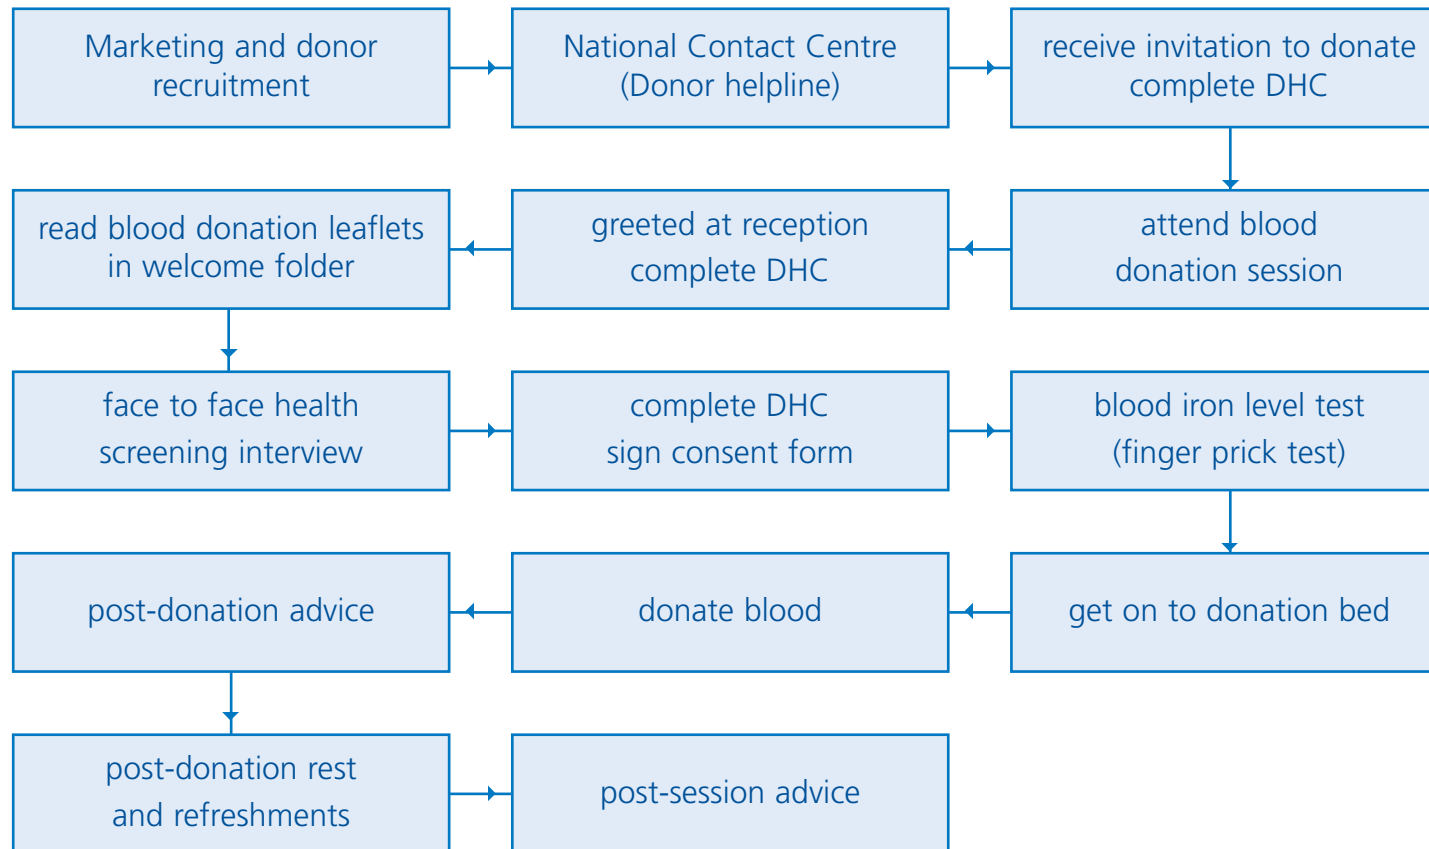 Marketing and donor
recruitment
National Contact Centre
(Donor helpline)
receive invitation to donate
complete DHC
attend blood
donation session
greeted at reception
complete DHC
read blood donation leaflets
in welcome folder
face to face health
screening interview
complete DHC
sign consent form
blood iron level test
(finger prick test)
get on to donation bed
donate blood
post-donation advice
post-donation rest
and refreshments
post-session advice